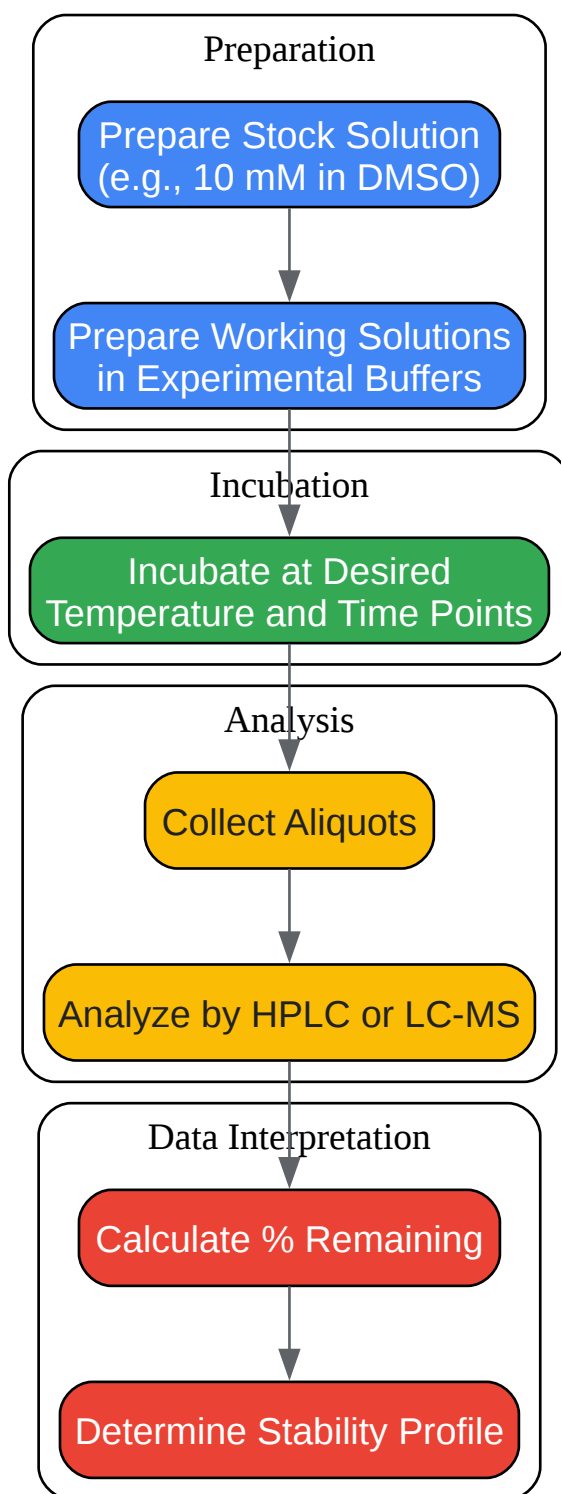 Preparation
Prepare Stock Solution
(e.g., 10 mM in DMSO)
Prepare Working Solutions
in Experimental Buffers
Incubation
Incubate at Desired
Temperature and Time Points
Analysis
Collect Aliquots
Analyze by HPLC or LC-MS
Data Interpretation
Calculate % Remaining
Determine Stability Profile